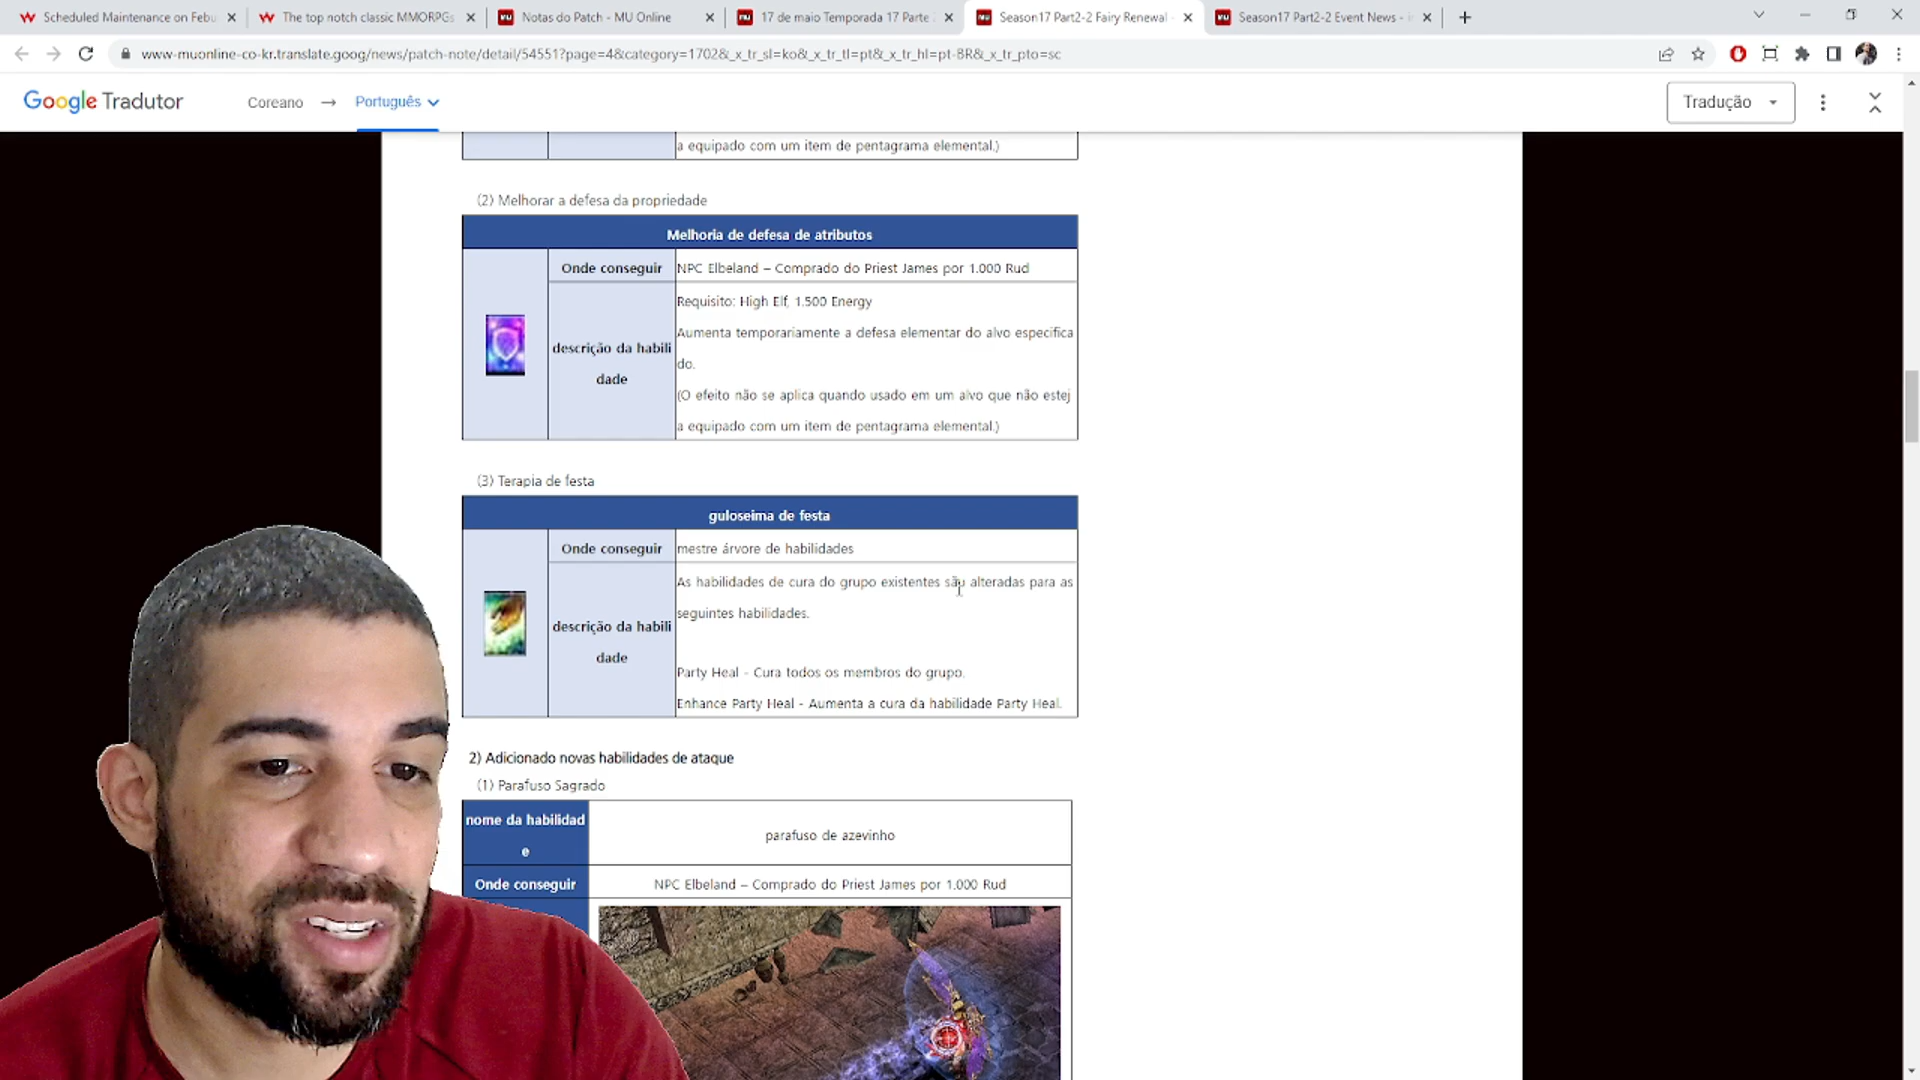 Scheduled Maintenance on Febu
The top notch classic MMORPGs
Notas do Patch - MU Online
17 de maio Temporada 17 Parte
Season17 Part2-2 Fairy Renewal -
Season17 Part2-2 Event News -
www-muonline-co-kr.translate.goog/news/patch-note/detail/54551?page=4&category=1702&_x_tr_sl=ko&_x_tr_tl=pt&_x_tr_hl=pt-BR&_x_tr_pto=sc
Google Tradutor
Coreano → Português
Tradução
a equipado com um item de pentagrama elemental.)
(2) Melhorar a defesa da propriedade
Melhoria de defesa de atributos
Onde conseguir
NPC Elbeland – Comprado do Priest James por 1.000 Rud
descrição da habili
dade
Requisito: High Elf, 1.500 Energy
Aumenta temporariamente a defesa elementar do alvo especifica
do.
(O efeito não se aplica quando usado em um alvo que não estej
a equipado com um item de pentagrama elemental.)
(3) Terapia de festa
guloseima de festa
Onde conseguir
mestre árvore de habilidades
descrição da habili
dade
As habilidades de cura do grupo existentes são alteradas para as
seguintes habilidades.
Party Heal - Cura todos os membros do grupo.
Enhance Party Heal - Aumenta a cura da habilidade Party Heal.
2) Adicionado novas habilidades de ataque
(1) Parafuso Sagrado
nome da habilidad
e
parafuso de azevinho
Onde conseguir
NPC Elbeland – Comprado do Priest James por 1.000 Rud